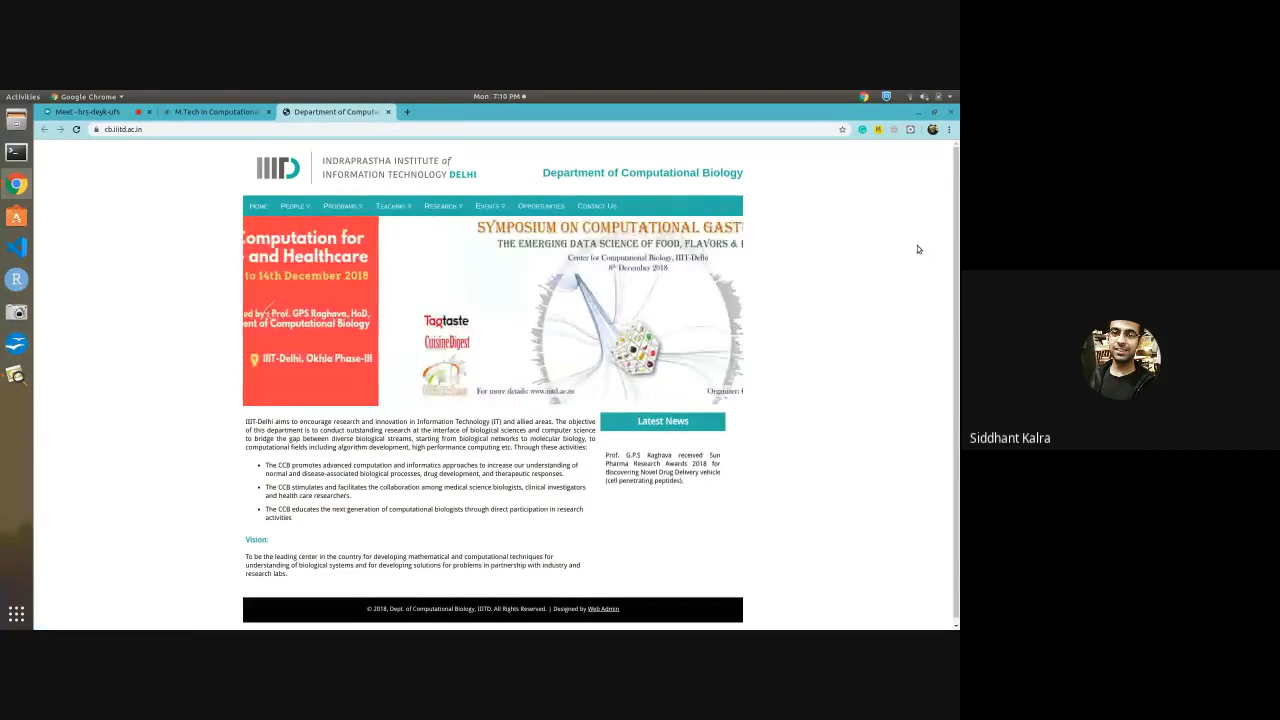 Activities Google Chrome ▾ Mon 7:10 PM
Meet - hrs-deyk-ufs M.Tech in Computational Department of Computa
cb.iiitd.ac.in
INDRAPRASTHA INSTITUTE of
INFORMATION TECHNOLOGY DELHI
Department of Computational Biology
Home People ▿ Programs ▿ Teaching ▿ Research ▿ Events ▿ Opportunities Contact Us
omputation for
and Healthcare
to 14th December 2018
ed by: Prof. GPS Raghava, HoD,
ent of Computational Biology
IIIT-Delhi, Okhla Phase-III
SYMPOSIUM ON COMPUTATIONAL GAST
THE EMERGING DATA SCIENCE OF FOOD, FLAVORS &
Center for Computational Biology, IIIT-Delhi
8th December 2018
Tagtaste
CuisineDigest
For more details: www.iiitd.ac.in
Organizer:
IIIT-Delhi aims to encourage research and innovation in Information Technology (IT) and allied areas. The objective
of this department is to conduct outstanding research at the interface of biological sciences and computer science
to bridge the gap between diverse biological streams, starting from biological networks to molecular biology, to
computational fields including algorithm development, high performance computing etc. Through these activities:
• The CCB promotes advanced computation and informatics approaches to increase our understanding of
normal and disease-associated biological processes, drug development, and therapeutic responses.
• The CCB stimulates and facilitates the collaboration among medical science biologists, clinical investigators
and health care researchers.
• The CCB educates the next generation of computational biologists through direct participation in research
activities
Vision:
To be the leading center in the country for developing mathematical and computational techniques for
understanding of biological systems and for developing solutions for problems in partnership with industry and
research labs.
Latest News
Prof. G.P.S Raghava received Sun
Pharma Research Awards 2018 for
discovering Novel Drug Delivery vehicle
(cell penetrating peptides).
© 2018, Dept. of Computational Biology, IIITD. All Rights Reserved. | Designed by Web Admin
Siddhant Kalra